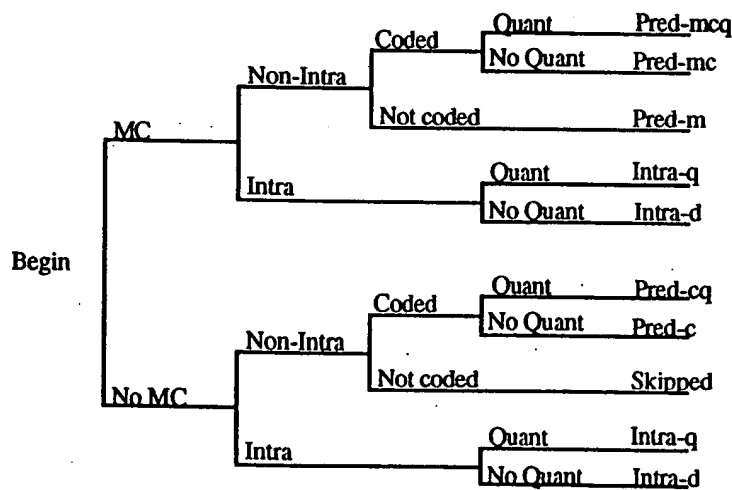 Quant Pred-mcq
Coded
No Quant Pred-mc
Non-Intra
Not coded Pred-m
MC
Quant Intra-q
Intra
No Quant Intra-d
Begin
Quant Pred-cq
Coded
No Quant Pred-c
Non-Intra
Not coded Skipped
No MC
Quant Intra-q
Intra
No Quant Intra-d